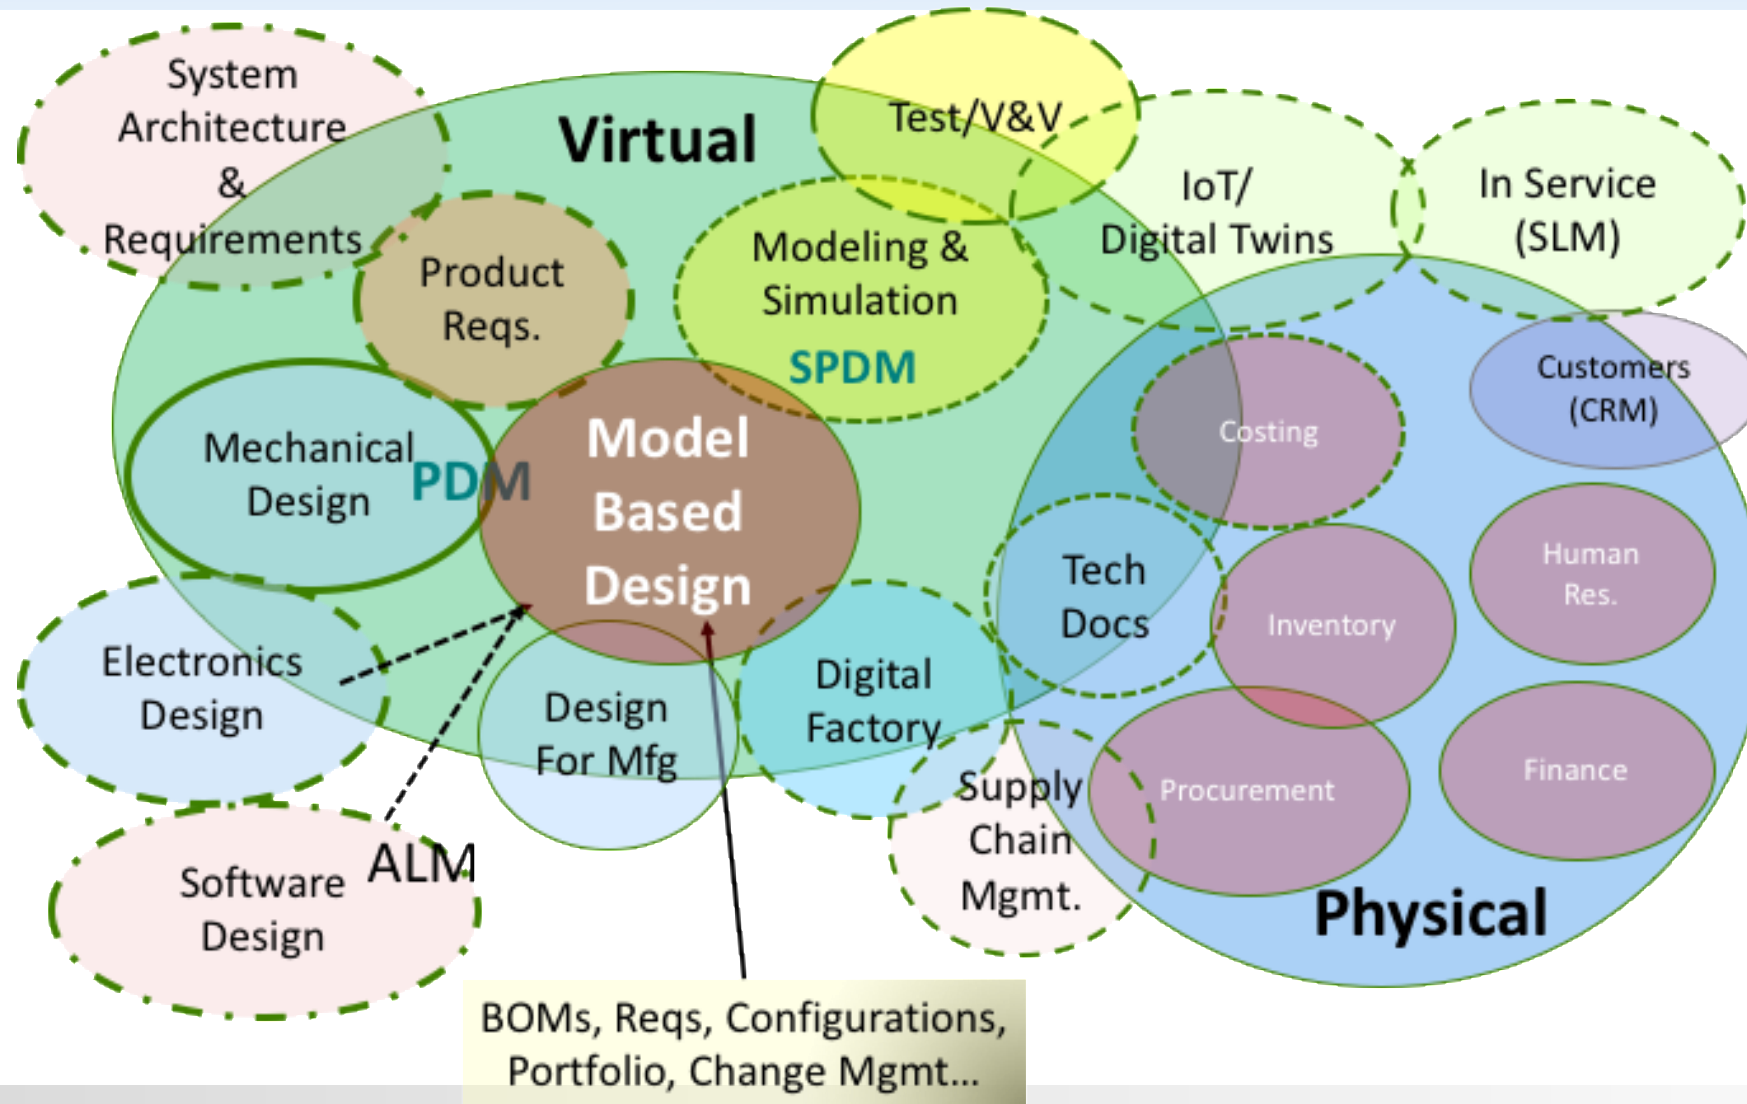 System
Architecture
&
Requirements
Virtual
Test/V&V
IoT/
Digital Twins
In Service
(SLM)
Product
Reqs.
Modeling &
Simulation
SPDM
Customers
(CRM)
Mechanical
Design
PDM
Model
Based
Design
Costing
Tech
Docs
Human
Res.
Inventory
Electronics
Design
Design
For Mfg
Digital
Factory
Supply
Chain
Mgmt.
Procurement
Finance
Software
Design
ALM
Physical
BOMs, Reqs, Configurations,
Portfolio, Change Mgmt...